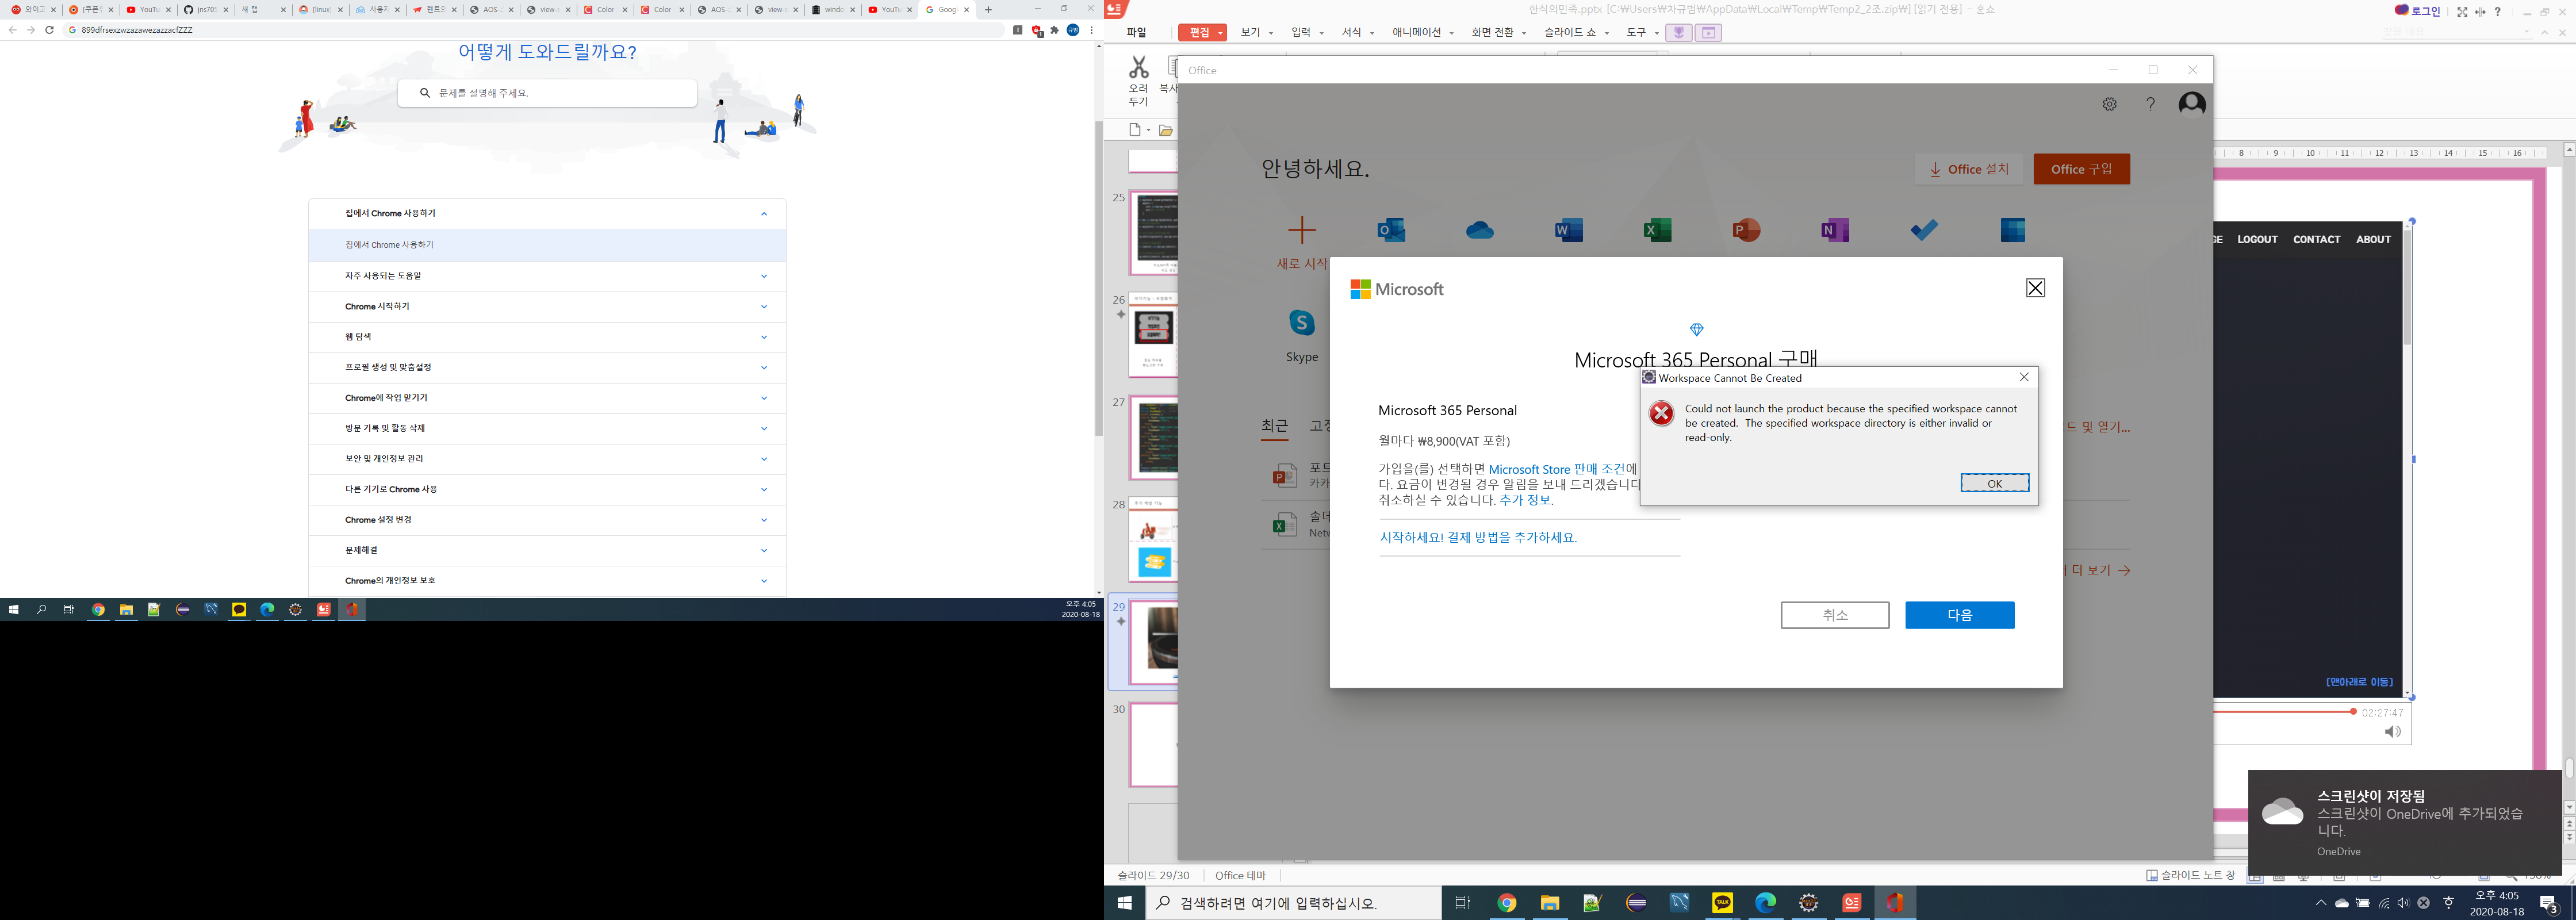 와이고
[쿠폰할
YouTu
jns705
새 탭
[linux]
사용자
렌트화
AOS-
view-s
Color
Color
AOS-
view-s
windo
YouTu
Goog
899dfrsexzwzazawezazzacfZZZ
어떻게 도와드릴까요?
문제를 설명해 주세요.
집에서 Chrome 사용하기
집에서 Chrome 사용하기
자주 사용되는 도움말
Chrome 시작하기
웹 탐색
프로필 생성 및 맞춤설정
Chrome에 작업 맡기기
방문 기록 및 활동 삭제
보안 및 개인정보 관리
다른 기기로 Chrome 사용
Chrome 설정 변경
문제해결
Chrome의 개인정보 보호
오후 4:05
2020-08-18
한식의민족.pptx [C:₩Users₩차규범₩AppData₩Local₩Temp₩Temp2_2조.zip₩] [읽기 전용] - 한쇼
로그인
파일
편집
보기
입력
서식
애니메이션
화면 전환
슬라이드 쇼
도구
오려
두기
복사
25
26
27
28
29
30
Office
안녕하세요.
Office 설치
Office 구입
새로 시작
Skype
최근
고정
포트
카카
솔데
Netw
드 및 열기...
더 보기
Microsoft
Microsoft 365 Personal 구매
Microsoft 365 Personal
월마다 ₩8,900(VAT 포함)
가입을(를) 선택하면 Microsoft Store 판매 조건에
다. 요금이 변경될 경우 알림을 보내 드리겠습니다
취소하실 수 있습니다. 추가 정보.
시작하세요! 결제 방법을 추가하세요.
취소
다음
Workspace Cannot Be Created
Could not launch the product because the specified workspace cannot
be created. The specified workspace directory is either invalid or
read-only.
OK
8 9 10 11 12 13 14 15 16
GE LOGOUT CONTACT ABOUT
[맨아래로 이동]
02:27:47
스크린샷이 저장됨
스크린샷이 OneDrive에 추가되었습
니다.
OneDrive
슬라이드 29/30
Office 테마
슬라이드 노트 창
검색하려면 여기에 입력하십시오.
TALK
오후 4:05
2020-08-18
3